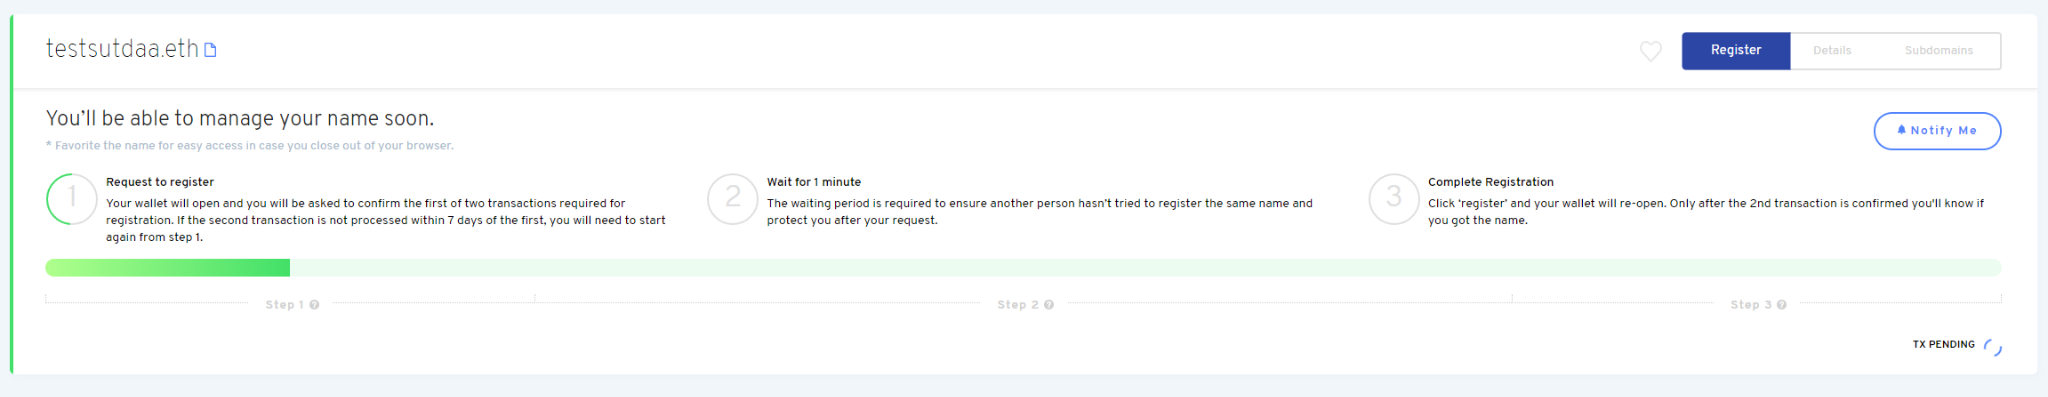 testsutdaa.eth
Register
Details
Subdomains
You'll be able to manage your name soon.
* Favorite the name for easy access in case you close out of your browser.
Notify Me
1
Request to register
Your wallet will open and you will be asked to confirm the first of two transactions required for
registration. If the second transaction is not processed within 7 days of the first, you will need to start
again from step 1.
2
Wait for 1 minute
The waiting period is required to ensure another person hasn't tried to register the same name and
protect you after your request.
3
Complete Registration
Click ‘register’ and your wallet will re-open. Only after the 2nd transaction is confirmed you'll know if
you got the name.
Step 1 ?
Step 2 ?
Step 3 ?
TX PENDING